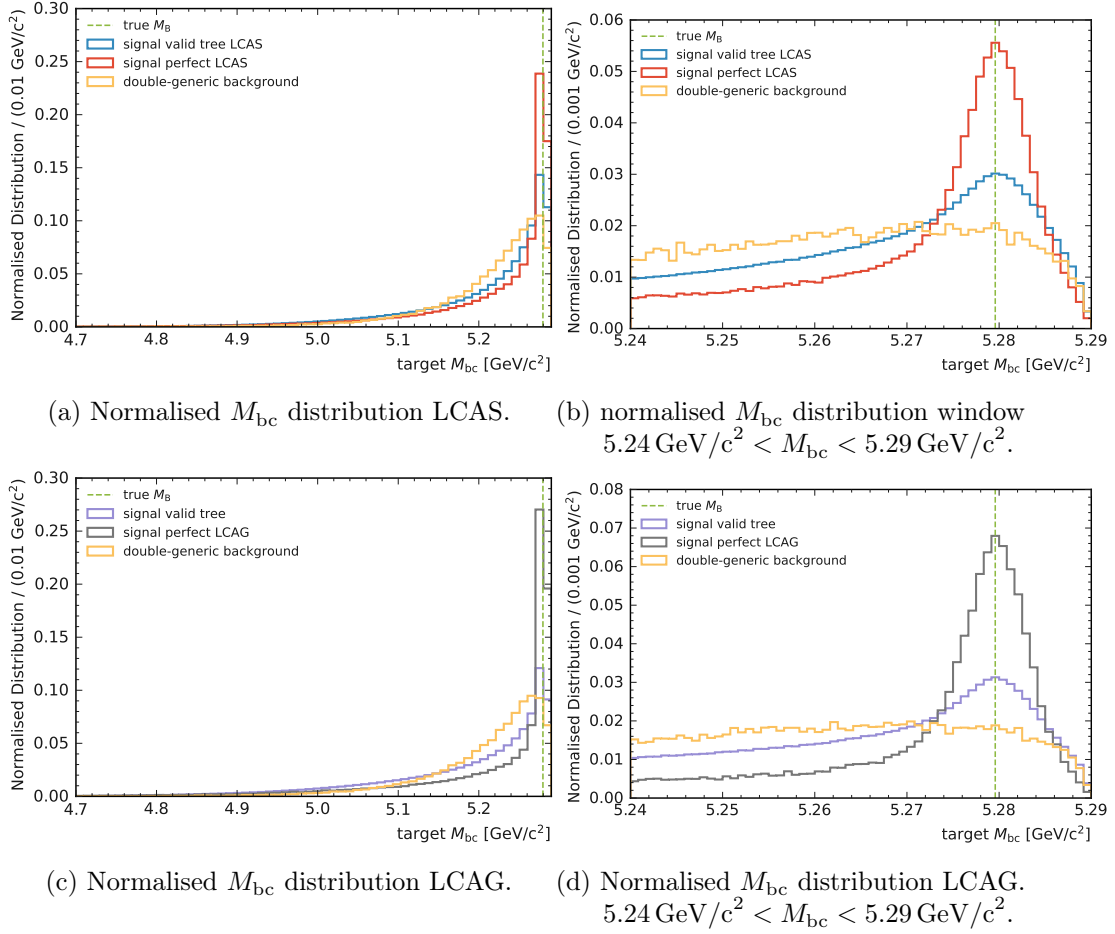 Normalised Distribution / (0.01 GeV/c²)
0.30
0.25
0.20
0.15
0.10
0.05
0.00
true M_B
signal valid tree LCAS
signal perfect LCAS
double-generic background
4.7 4.8 4.9 5.0 5.1 5.2
target M_bc [GeV/c²]
(a) Normalised M_bc distribution LCAS.
Normalised Distribution / (0.001 GeV/c²)
0.06
0.05
0.04
0.03
0.02
0.01
0.00
true M_B
signal valid tree LCAS
signal perfect LCAS
double-generic background
5.24 5.25 5.26 5.27 5.28 5.29
target M_bc [GeV/c²]
(b) normalised M_bc distribution window
5.24 GeV/c² < M_bc < 5.29 GeV/c².
Normalised Distribution / (0.01 GeV/c²)
0.30
0.25
0.20
0.15
0.10
0.05
0.00
true M_B
signal valid tree
signal perfect LCAG
double-generic background
4.7 4.8 4.9 5.0 5.1 5.2
target M_bc [GeV/c²]
(c) Normalised M_bc distribution LCAG.
Normalised Distribution / (0.001 GeV/c²)
0.08
0.07
0.06
0.05
0.04
0.03
0.02
0.01
0.00
true M_B
signal valid tree
signal perfect LCAG
double-generic background
5.24 5.25 5.26 5.27 5.28 5.29
target M_bc [GeV/c²]
(d) Normalised M_bc distribution LCAG.
5.24 GeV/c² < M_bc < 5.29 GeV/c².